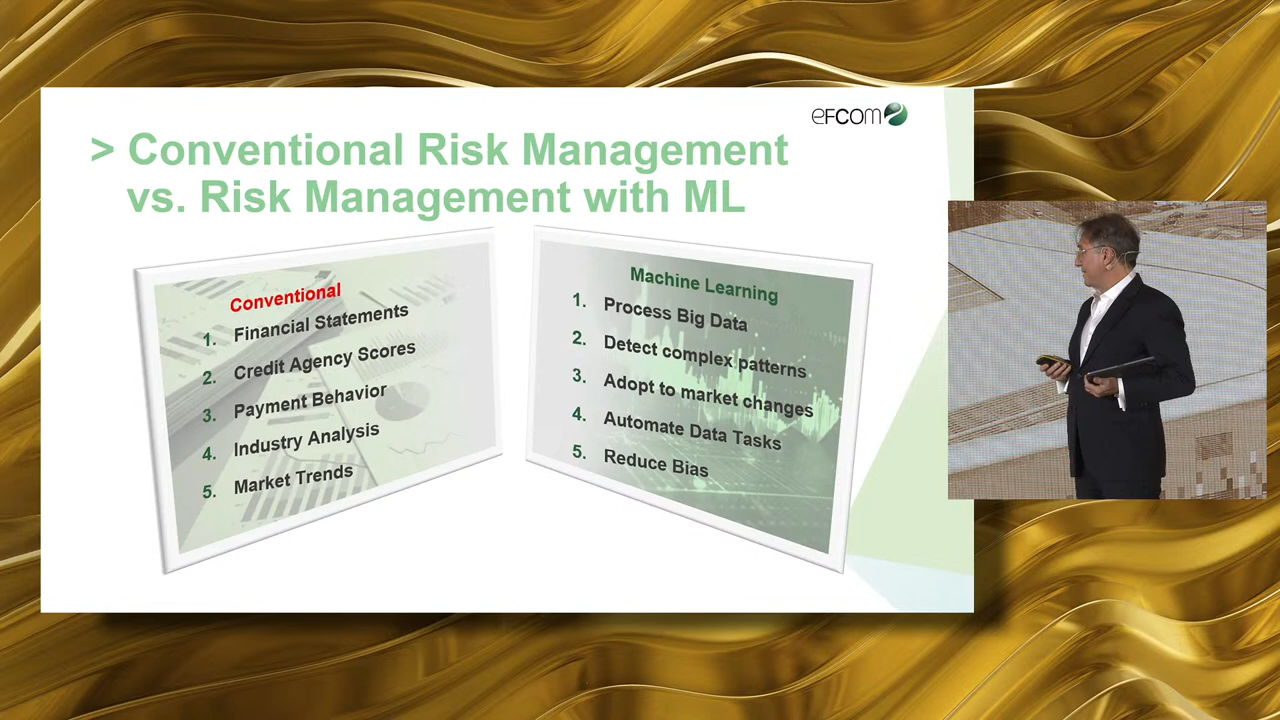 efcom
> Conventional Risk Management
vs. Risk Management with ML
Conventional
1. Financial Statements
2. Credit Agency Scores
3. Payment Behavior
4. Industry Analysis
5. Market Trends
Machine Learning
1. Process Big Data
2. Detect complex patterns
3. Adopt to market changes
4. Automate Data Tasks
5. Reduce Bias